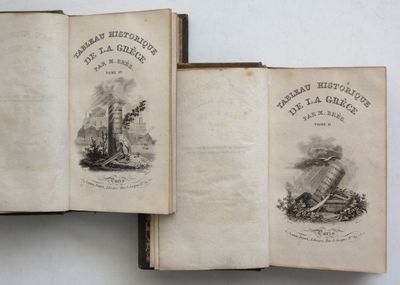 TABLEAU HISTORIQUE
DE LA GRÈCE
PAR M. BRÈS.
TOME Ier
Paris
TABLEAU HISTORIQUE
DE LA GRÈCE
PAR M. BRÈS.
TOME II
Paris